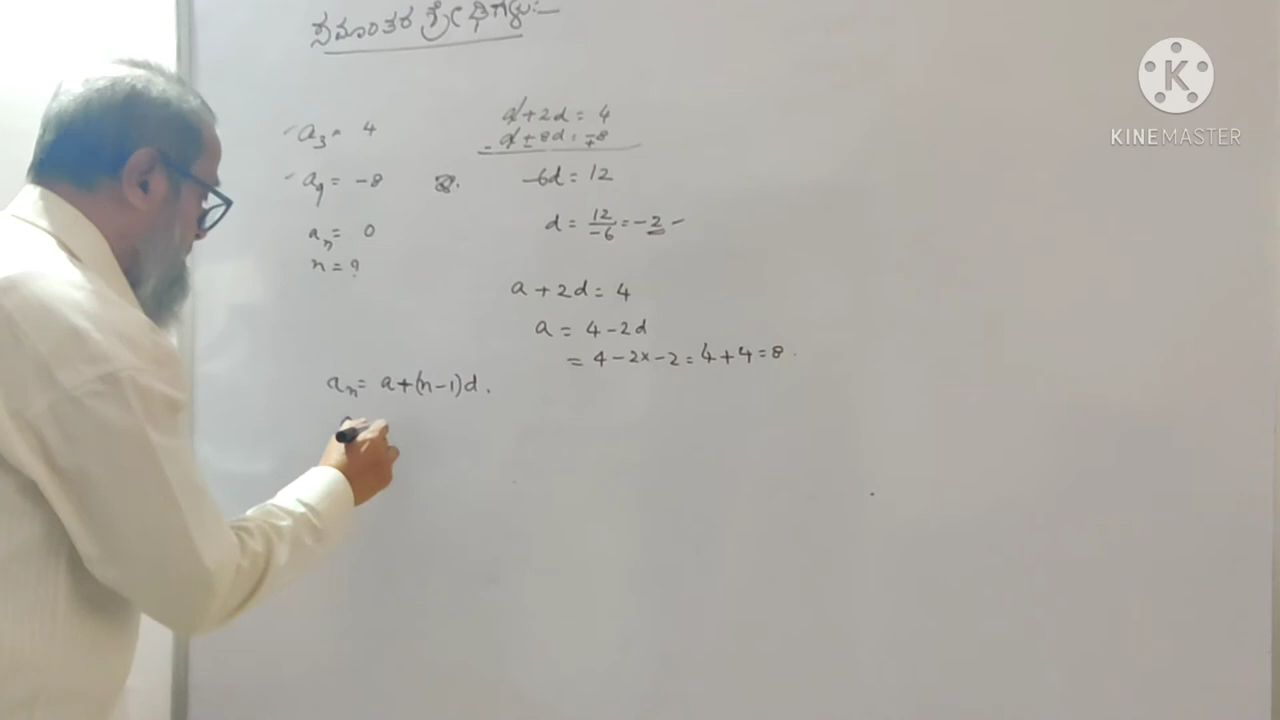 ಸಮಾಂತರ ಶ್ರೇಢಿಗಳು:-
a₃ = 4
a₉ = -8
aₙ = 0
n = ?
a + 2d = 4
- a ± 8d = ∓8
-6d = 12
d = 12/-6 = -2
a + 2d = 4
a = 4 - 2d
= 4 - 2x - 2 = 4 + 4 = 8.
aₙ = a + (n - 1)d.
KINEMASTER